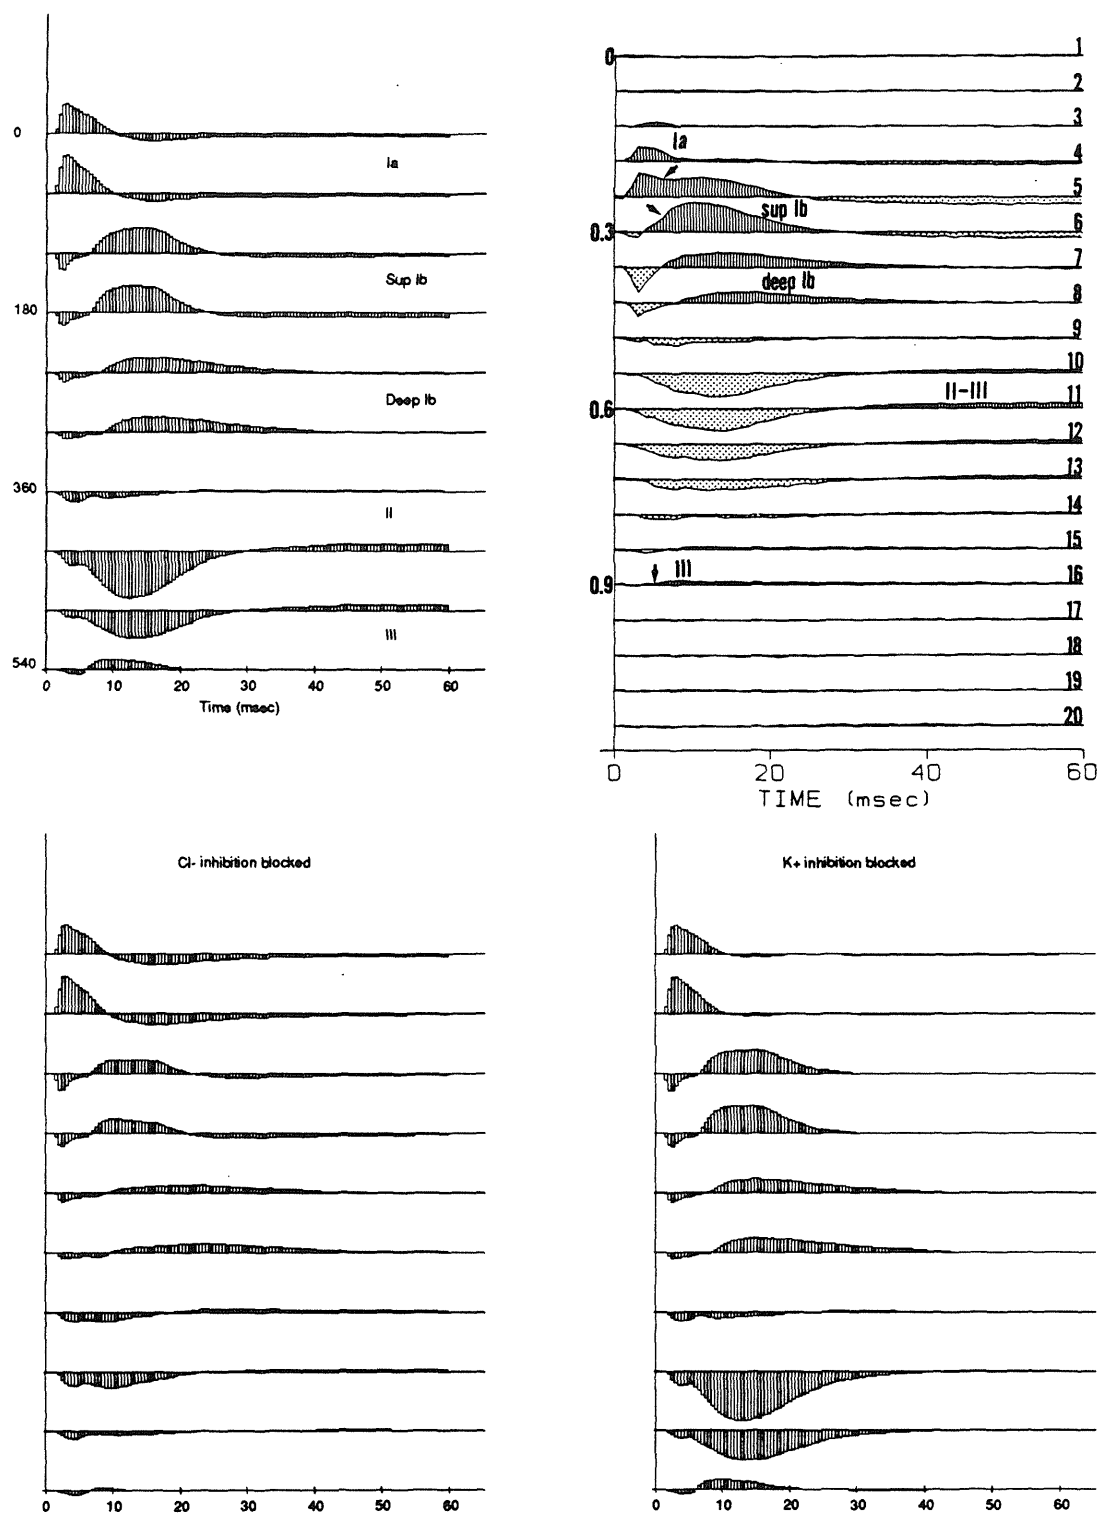 0
Ia
Sup Ib
180
Deep Ib
360
II
III
540
0 10 20 30 40 50 60
Time (msec)
0
1
2
3
Ia
4
5
sup Ib
0.3
6
7
deep Ib
8
9
10
II-III
11
0.6
12
13
14
15
III
16
0.9
17
18
19
20
0 20 40 60
TIME (msec)
Cl- inhibition blocked
0 10 20 30 40 50 60
K+ inhibition blocked
0 10 20 30 40 50 60